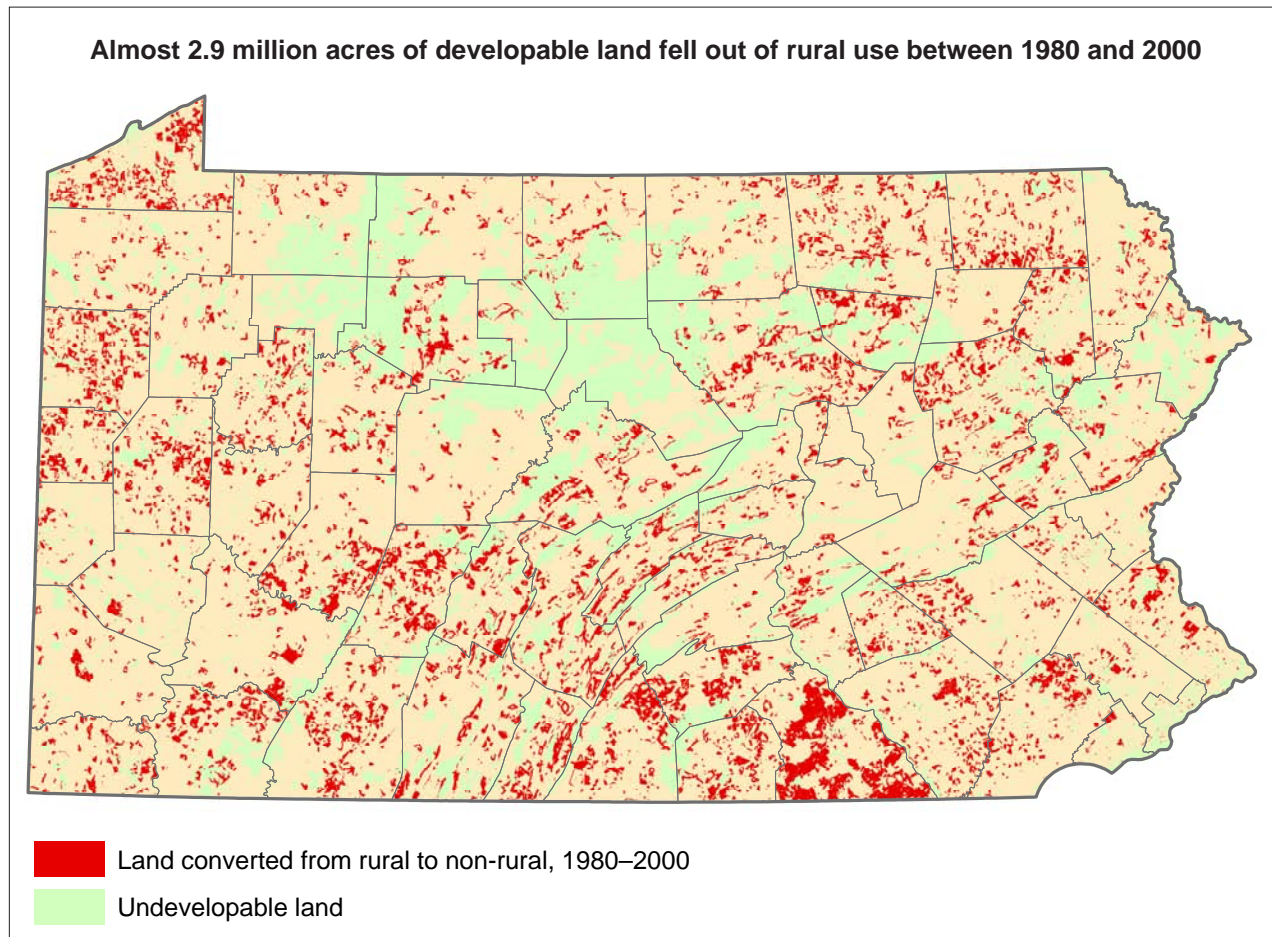 Almost 2.9 million acres of developable land fell out of rural use between 1980 and 2000
Land converted from rural to non-rural, 1980–2000
Undevelopable land